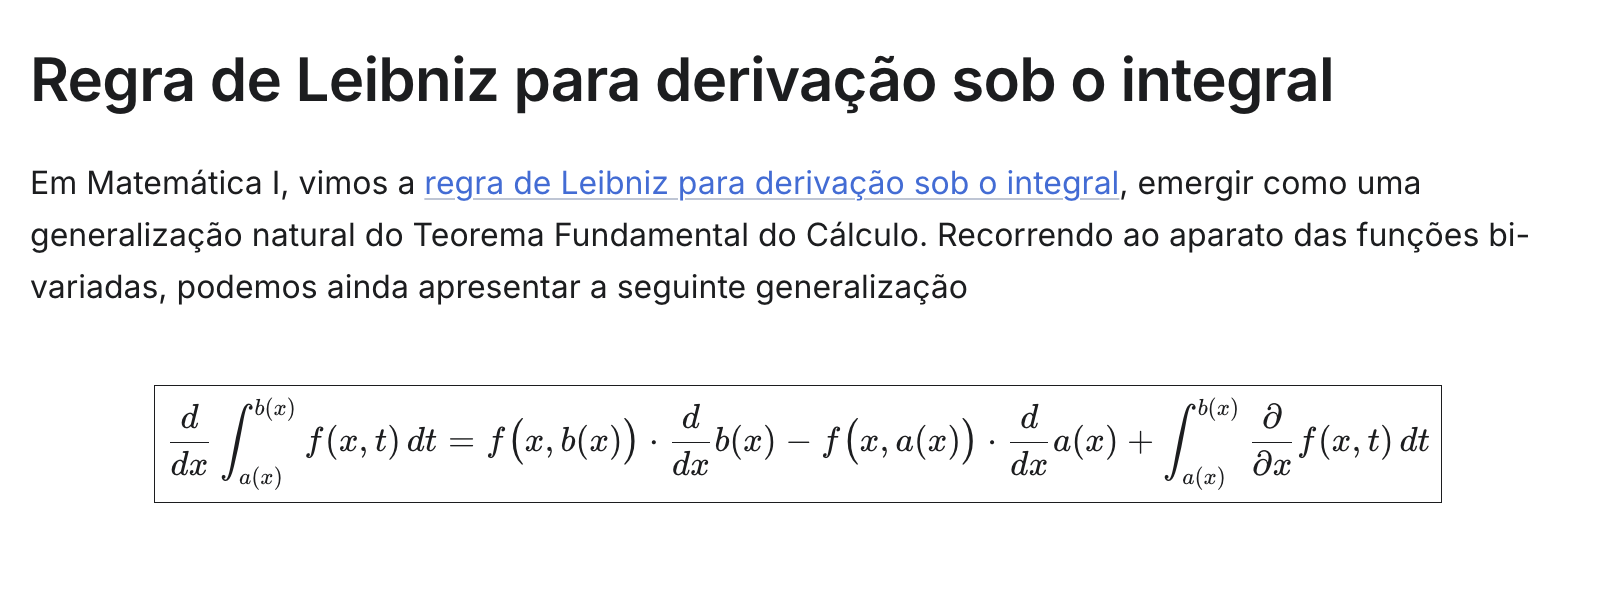 Regra de Leibniz para derivação sob o integral
Em Matemática I, vimos a regra de Leibniz para derivação sob o integral, emergir como uma
generalização natural do Teorema Fundamental do Cálculo. Recorrendo ao aparato das funções bi-
variadas, podemos ainda apresentar a seguinte generalização
\frac{d}{dx} \int_{a(x)}^{b(x)} f(x, t) \, dt = f\big(x, b(x)\big) \cdot \frac{d}{dx} b(x) - f\big(x, a(x)\big) \cdot \frac{d}{dx} a(x) + \int_{a(x)}^{b(x)} \frac{\partial}{\partial x} f(x, t) \, dt